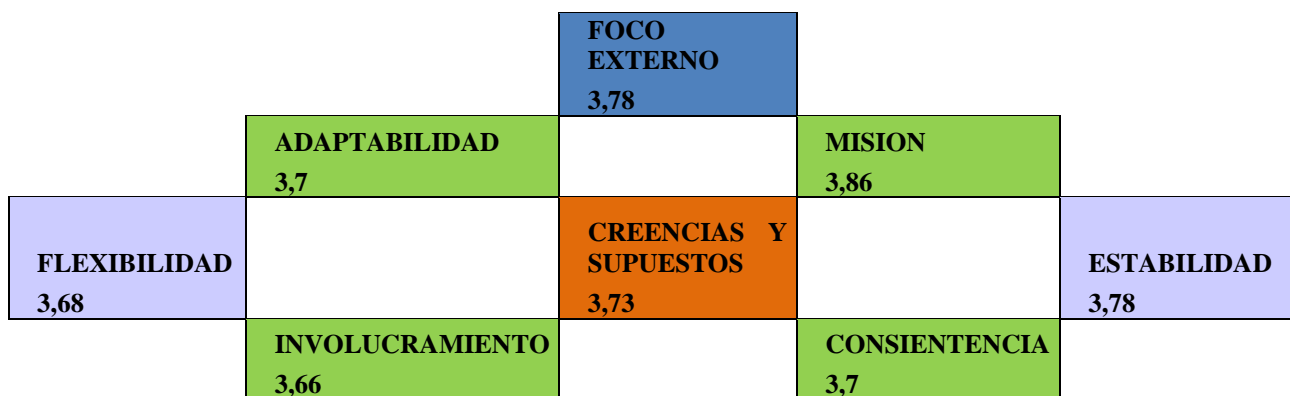 FOCO
EXTERNO
3,78
ADAPTABILIDAD
3,7
MISION
3,86
FLEXIBILIDAD
3,68
CREENCIAS Y
SUPUESTOS
3,73
ESTABILIDAD
3,78
INVOLUCRAMIENTO
3,66
CONSIENTENCIA
3,7